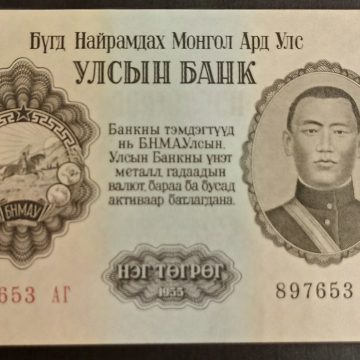 Бүгд Найрамдах Монгол Ард Улс
УЛСЫН БАНК
Банкны тэмдэгтүүд
нь БНМАУлсын,
Улсын Банкны үнэт
металл, гадаадын
валют, бараа ба бусад
активаар батлагдана.
БНМАУ
НЭГ ТӨГРӨГ
1955
653 АГ
897653